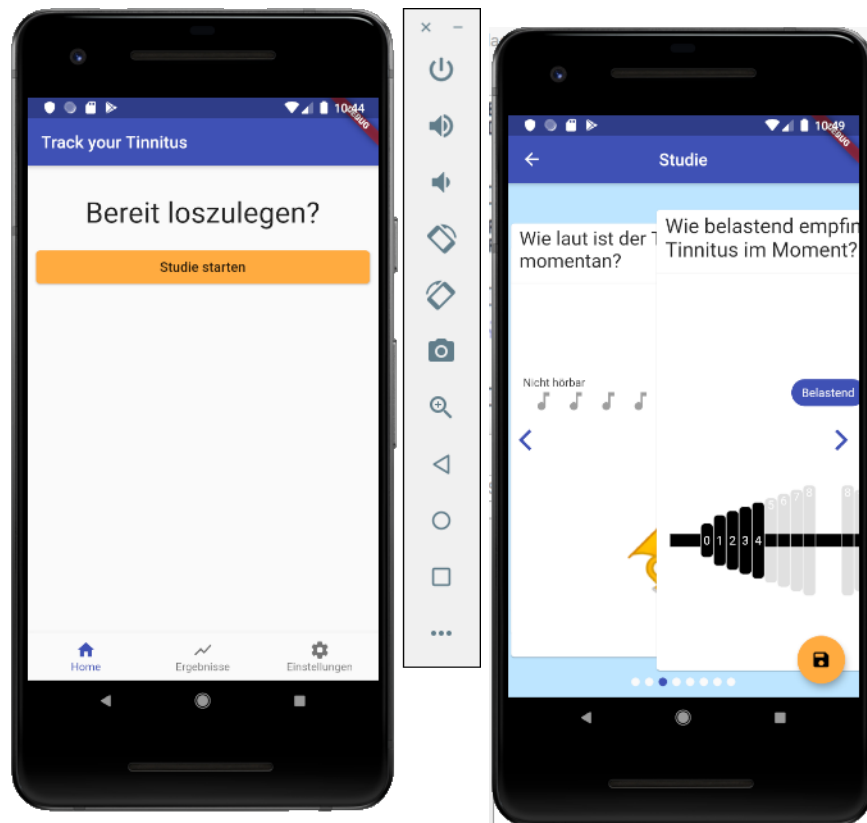 10:44
DEBUG
Track your Tinnitus
Bereit loszulegen?
Studie starten
Home
Ergebnisse
Einstellungen
10:49
DEBUG
Studie
Wie laut ist der T
momentan?
Nicht hörbar
Wie belastend empfin
Tinnitus im Moment?
Belastend
0 1 2 3 4 5 6 7 8 8